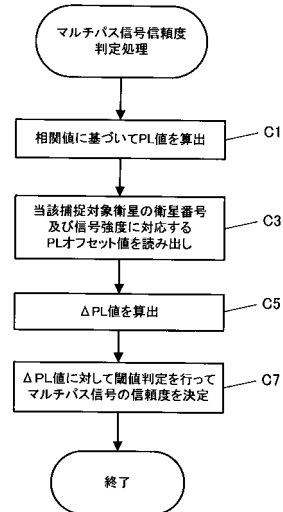 マルチパス信号信頼度
判定処理
相関値に基づいてPL値を算出
C1
当該捕捉対象衛星の衛星番号
及び信号強度に対応する
PLオフセット値を読み出し
C3
ΔPL値を算出
C5
ΔPL値に対して閾値判定を行って
マルチパス信号の信頼度を決定
C7
終了